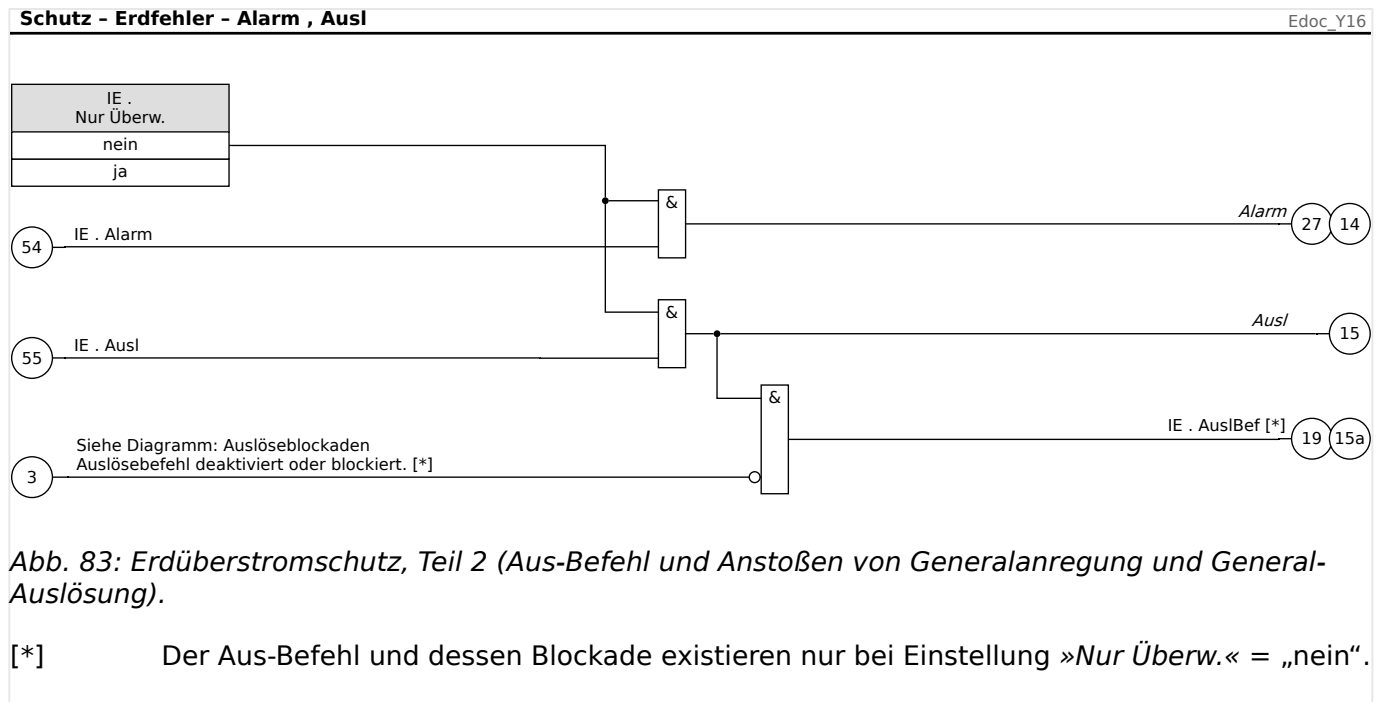 Schutz – Erdfehler – Alarm , Ausl
Edoc_Y16
IE .
Nur Überw.
nein
ja
&
Alarm
27
14
54
IE . Alarm
&
Ausl
15
55
IE . Ausl
&
IE . AuslBef [*]
19
15a
Siehe Diagramm: Auslöseblockaden
Auslösebefehl deaktiviert oder blockiert. [*]
3
Abb. 83: Erdüberstromschutz, Teil 2 (Aus-Befehl und Anstoßen von Generalanregung und General-
Auslösung).
[*] Der Aus-Befehl und dessen Blockade existieren nur bei Einstellung »Nur Überw.« = „nein“.